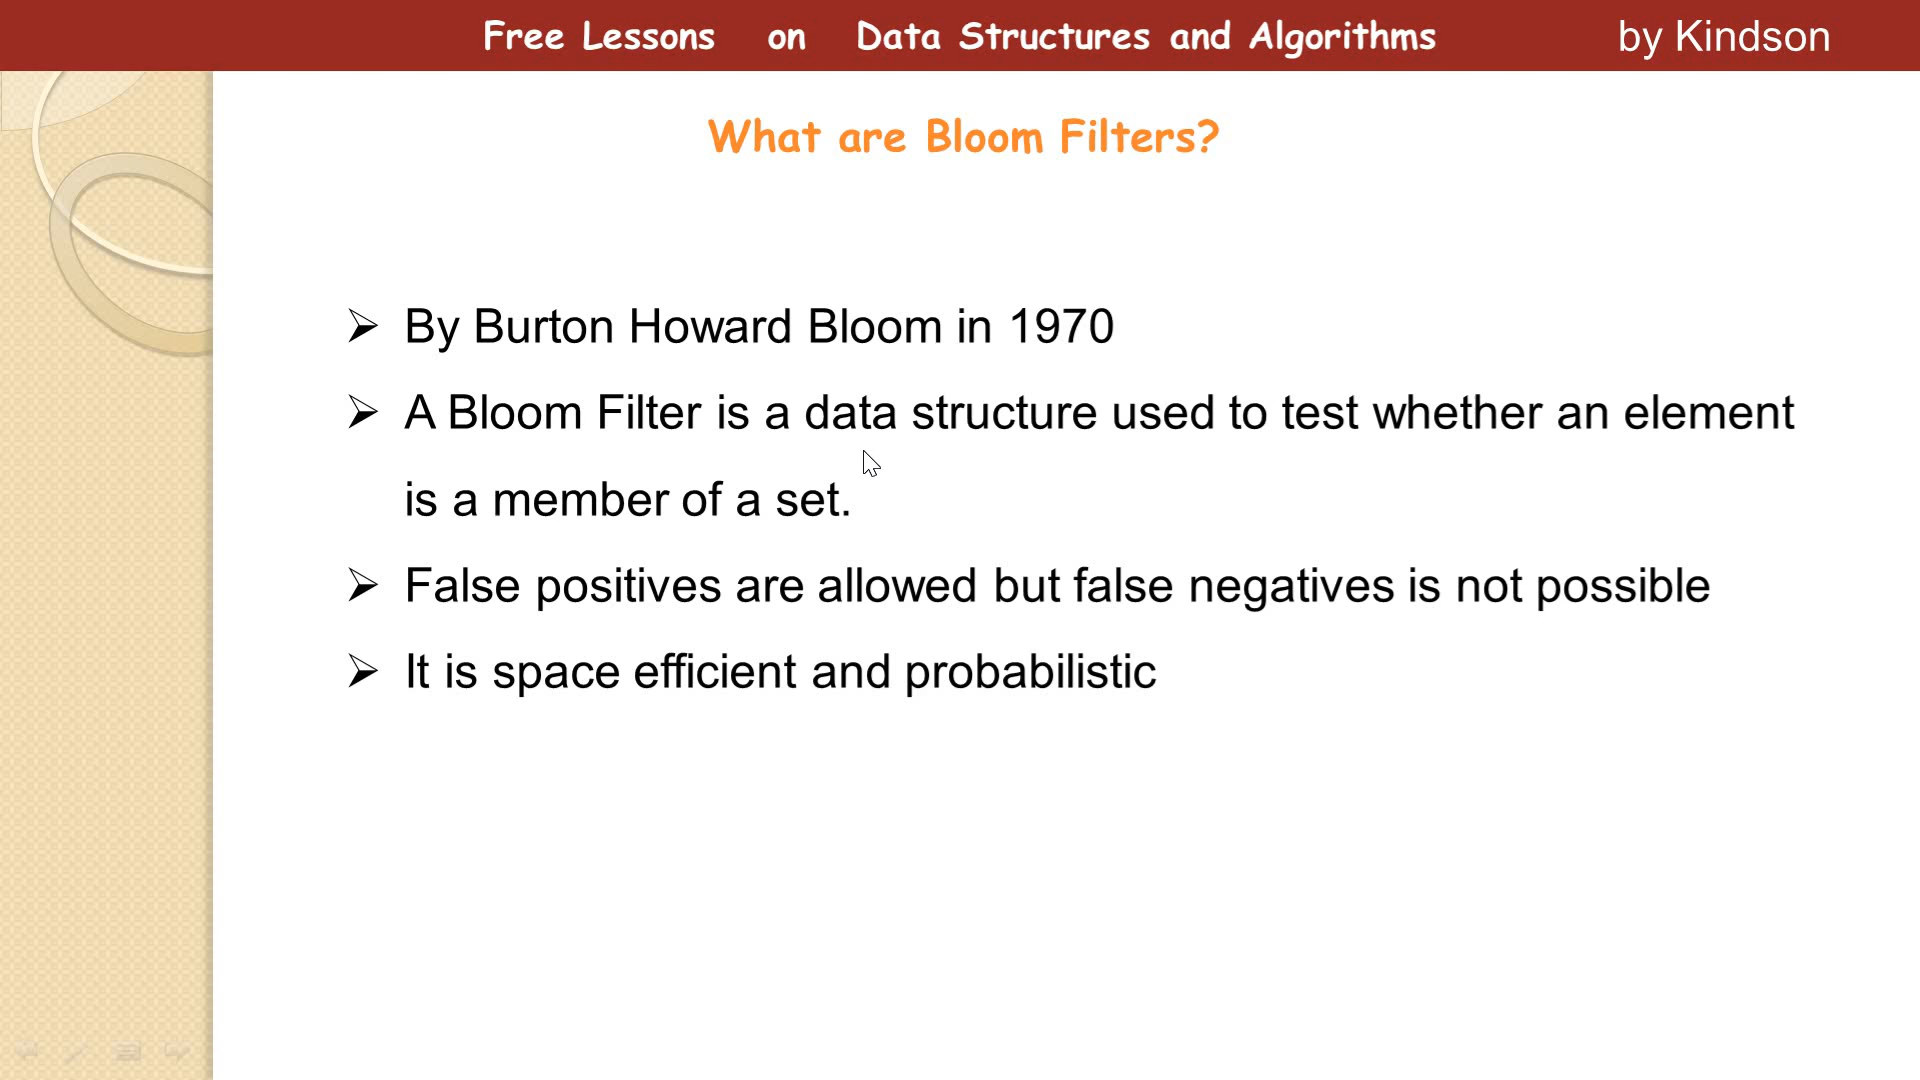 Free Lessons on Data Structures and Algorithms by Kindson
What are Bloom Filters?
➢ By Burton Howard Bloom in 1970
➢ A Bloom Filter is a data structure used to test whether an element
is a member of a set.
➢ False positives are allowed but false negatives is not possible
➢ It is space efficient and probabilistic